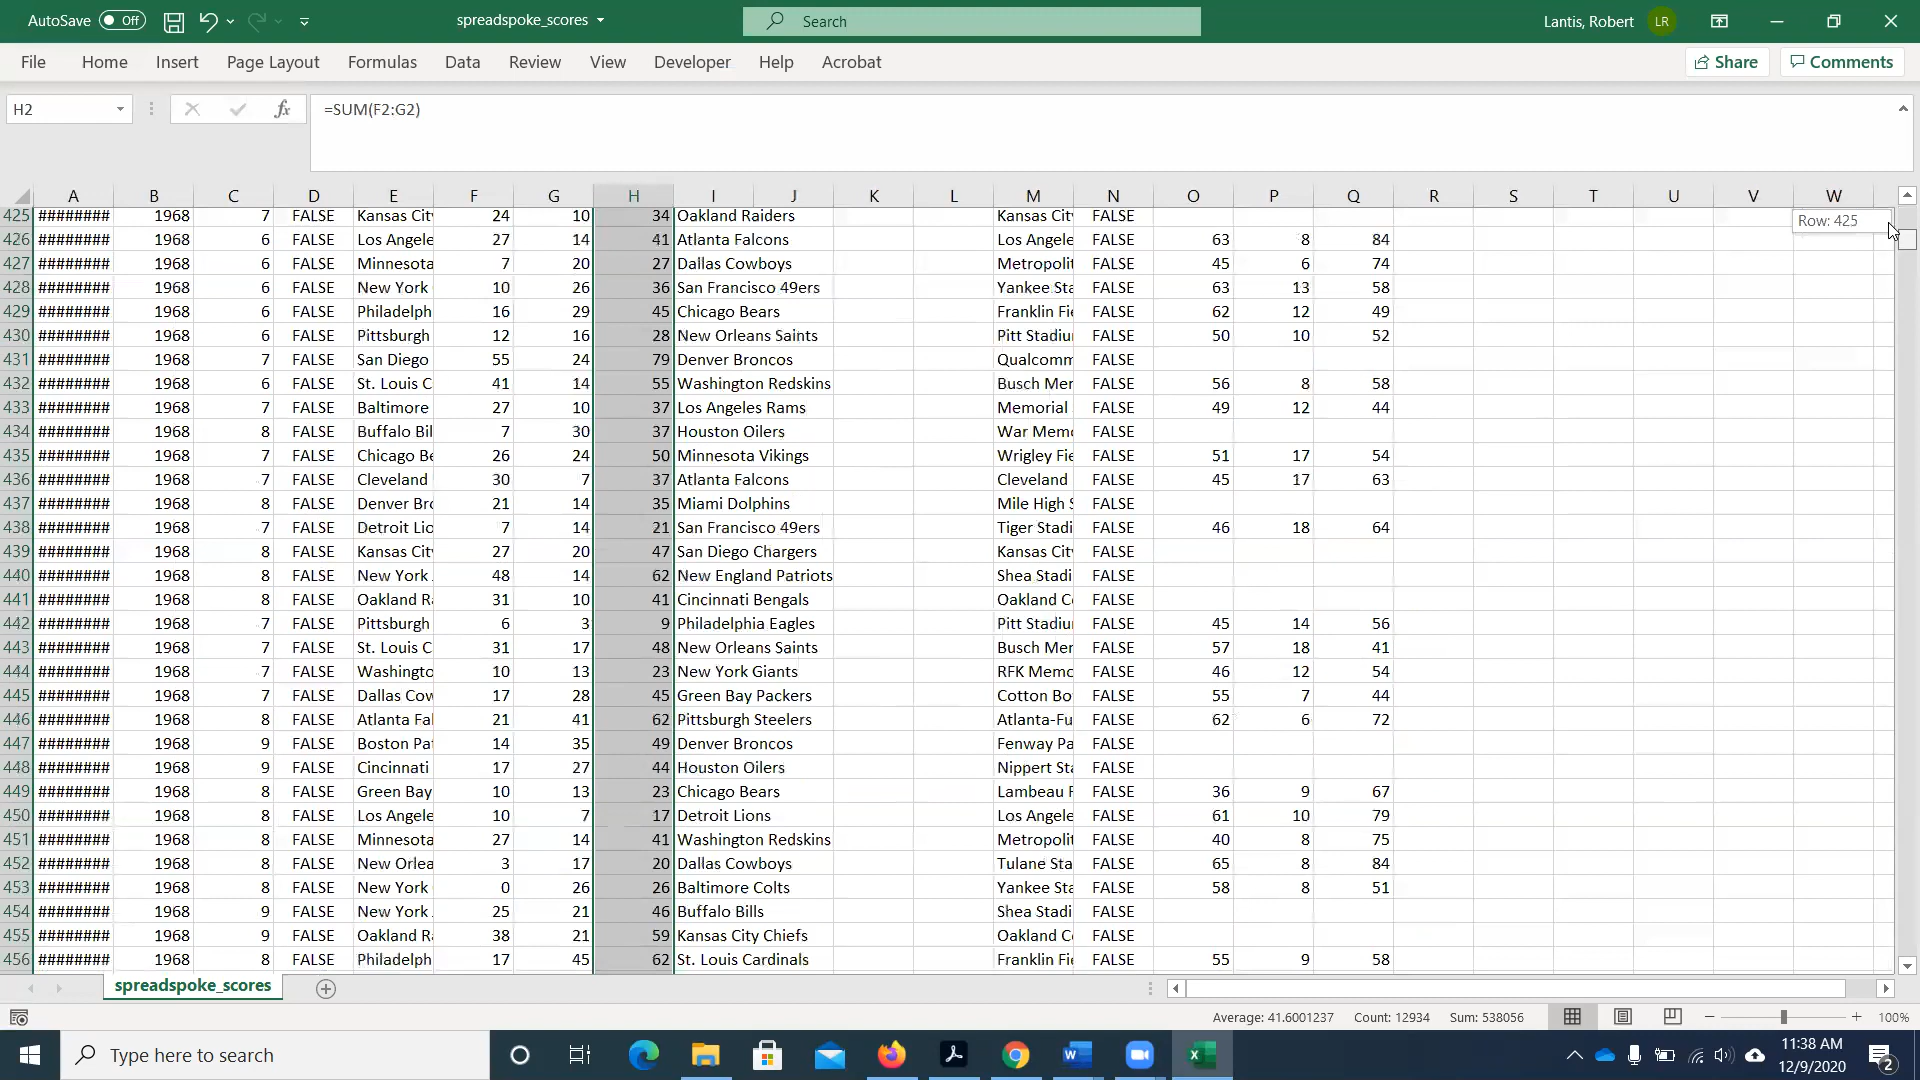 AutoSave Off spreadspoke_scores Search Lantis, Robert LR
File Home Insert Page Layout Formulas Data Review View Developer Help Acrobat Share Comments
H2 fx =SUM(F2:G2)
A B C D E F G H I J K L M N O P Q R S T U V W
425 ######## 1968 7 FALSE Kansas City 24 10 34 Oakland Raiders Kansas City FALSE Row: 425
426 ######## 1968 6 FALSE Los Angele 27 14 41 Atlanta Falcons Los Angele FALSE 63 8 84
427 ######## 1968 6 FALSE Minnesota 7 20 27 Dallas Cowboys Metropolit FALSE 45 6 74
428 ######## 1968 6 FALSE New York 10 26 36 San Francisco 49ers Yankee Sta FALSE 63 13 58
429 ######## 1968 6 FALSE Philadelph 16 29 45 Chicago Bears Franklin Fie FALSE 62 12 49
430 ######## 1968 6 FALSE Pittsburgh 12 16 28 New Orleans Saints Pitt Stadiu FALSE 50 10 52
431 ######## 1968 7 FALSE San Diego 55 24 79 Denver Broncos Qualcomm FALSE
432 ######## 1968 6 FALSE St. Louis C 41 14 55 Washington Redskins Busch Mem FALSE 56 8 58
433 ######## 1968 7 FALSE Baltimore 27 10 37 Los Angeles Rams Memorial FALSE 49 12 44
434 ######## 1968 8 FALSE Buffalo Bil 7 30 37 Houston Oilers War Memo FALSE
435 ######## 1968 7 FALSE Chicago Be 26 24 50 Minnesota Vikings Wrigley Fie FALSE 51 17 54
436 ######## 1968 7 FALSE Cleveland 30 7 37 Atlanta Falcons Cleveland FALSE 45 17 63
437 ######## 1968 8 FALSE Denver Bro 21 14 35 Miami Dolphins Mile High S FALSE
438 ######## 1968 7 FALSE Detroit Lio 7 14 21 San Francisco 49ers Tiger Stadi FALSE 46 18 64
439 ######## 1968 8 FALSE Kansas City 27 20 47 San Diego Chargers Kansas City FALSE
440 ######## 1968 8 FALSE New York 48 14 62 New England Patriots Shea Stadi FALSE
441 ######## 1968 8 FALSE Oakland Ra 31 10 41 Cincinnati Bengals Oakland Co FALSE
442 ######## 1968 7 FALSE Pittsburgh 6 3 9 Philadelphia Eagles Pitt Stadiu FALSE 45 14 56
443 ######## 1968 7 FALSE St. Louis C 31 17 48 New Orleans Saints Busch Mem FALSE 57 18 41
444 ######## 1968 7 FALSE Washingto 10 13 23 New York Giants RFK Memo FALSE 46 12 54
445 ######## 1968 7 FALSE Dallas Cow 17 28 45 Green Bay Packers Cotton Bo FALSE 55 7 44
446 ######## 1968 8 FALSE Atlanta Fal 21 41 62 Pittsburgh Steelers Atlanta-Fu FALSE 62 6 72
447 ######## 1968 9 FALSE Boston Pat 14 35 49 Denver Broncos Fenway Pa FALSE
448 ######## 1968 9 FALSE Cincinnati 17 27 44 Houston Oilers Nippert Sta FALSE
449 ######## 1968 8 FALSE Green Bay 10 13 23 Chicago Bears Lambeau F FALSE 36 9 67
450 ######## 1968 8 FALSE Los Angele 10 7 17 Detroit Lions Los Angele FALSE 61 10 79
451 ######## 1968 8 FALSE Minnesota 27 14 41 Washington Redskins Metropolit FALSE 40 8 75
452 ######## 1968 8 FALSE New Orlea 3 17 20 Dallas Cowboys Tulane Sta FALSE 65 8 84
453 ######## 1968 8 FALSE New York 0 26 26 Baltimore Colts Yankee Sta FALSE 58 8 51
454 ######## 1968 9 FALSE New York 25 21 46 Buffalo Bills Shea Stadi FALSE
455 ######## 1968 9 FALSE Oakland Ra 38 21 59 Kansas City Chiefs Oakland Co FALSE
456 ######## 1968 8 FALSE Philadelph 17 45 62 St. Louis Cardinals Franklin Fie FALSE 55 9 58
spreadspoke_scores
Average: 41.6001237 Count: 12934 Sum: 538056 100%
Type here to search 11:38 AM
12/9/2020 2